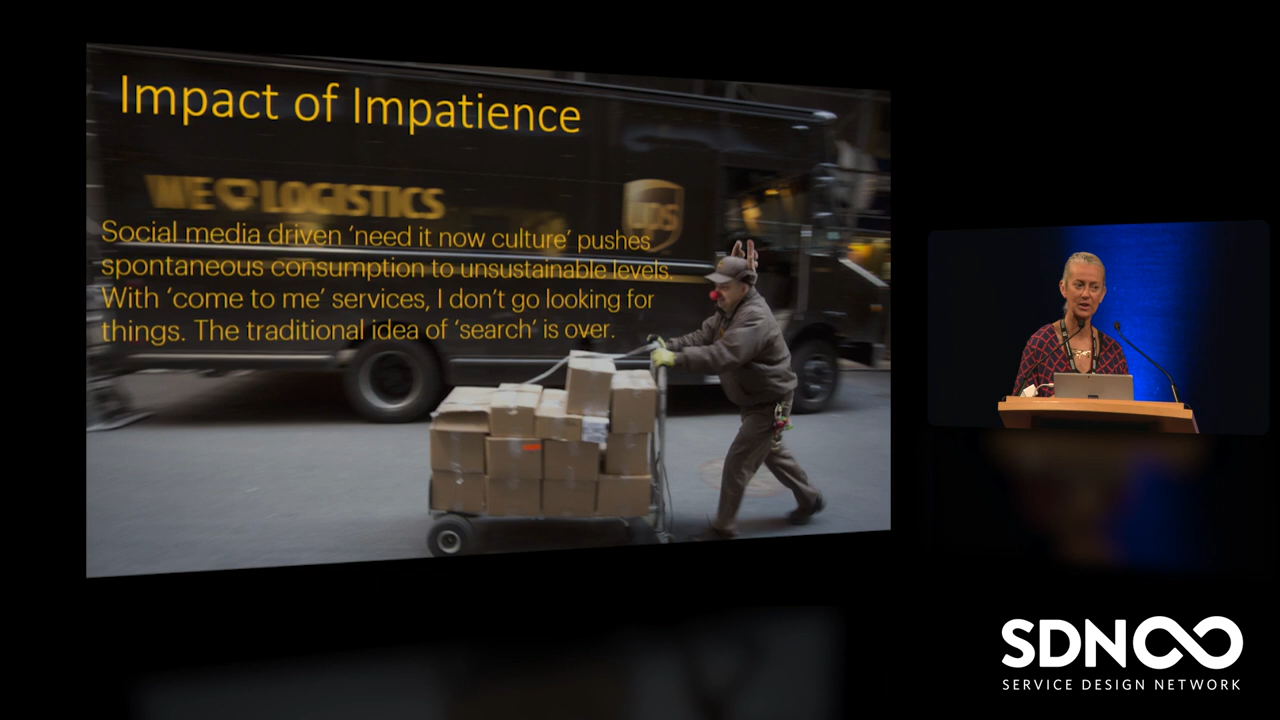 Impact of Impatience
WE LOGISTICS
ups
Social media driven ‘need it now culture’ pushes
spontaneous consumption to unsustainable levels.
With ‘come to me’ services, I don’t go looking for
things. The traditional idea of ‘search’ is over.
SDN
SERVICE DESIGN NETWORK